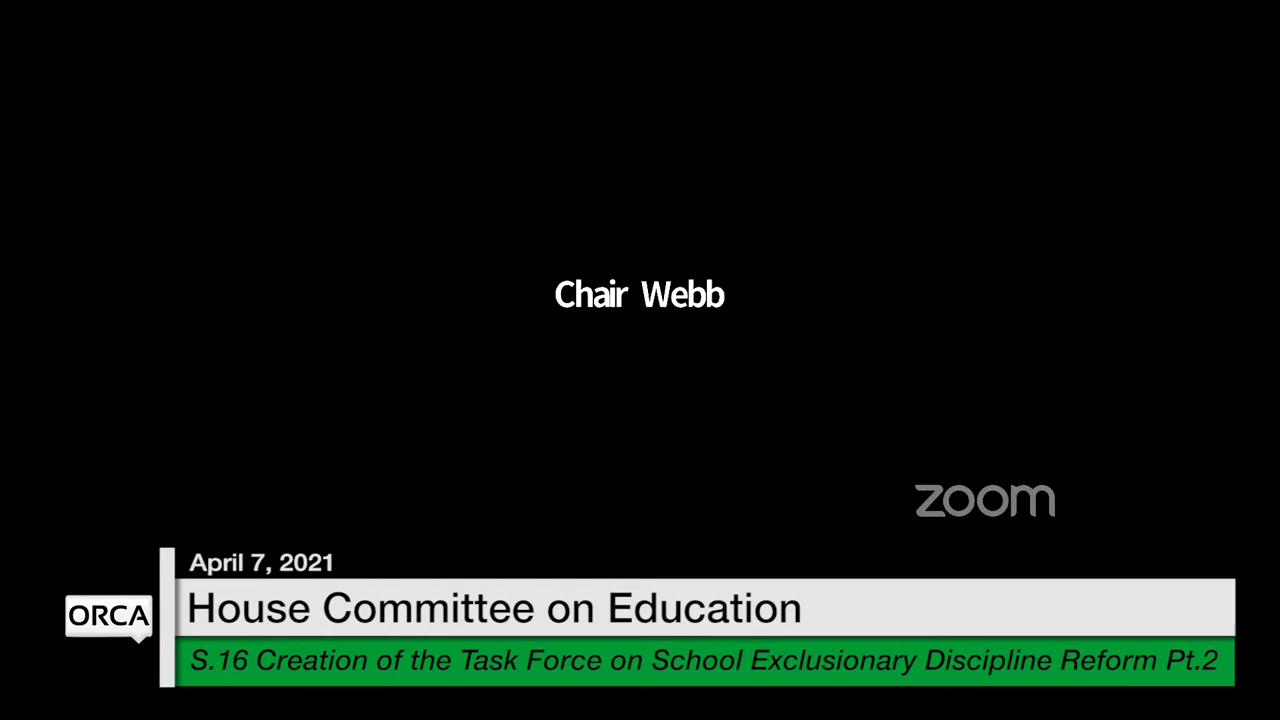 Chair Webb
zoom
April 7, 2021
House Committee on Education
ORCA
S.16 Creation of the Task Force on School Exclusionary Discipline Reform Pt.2